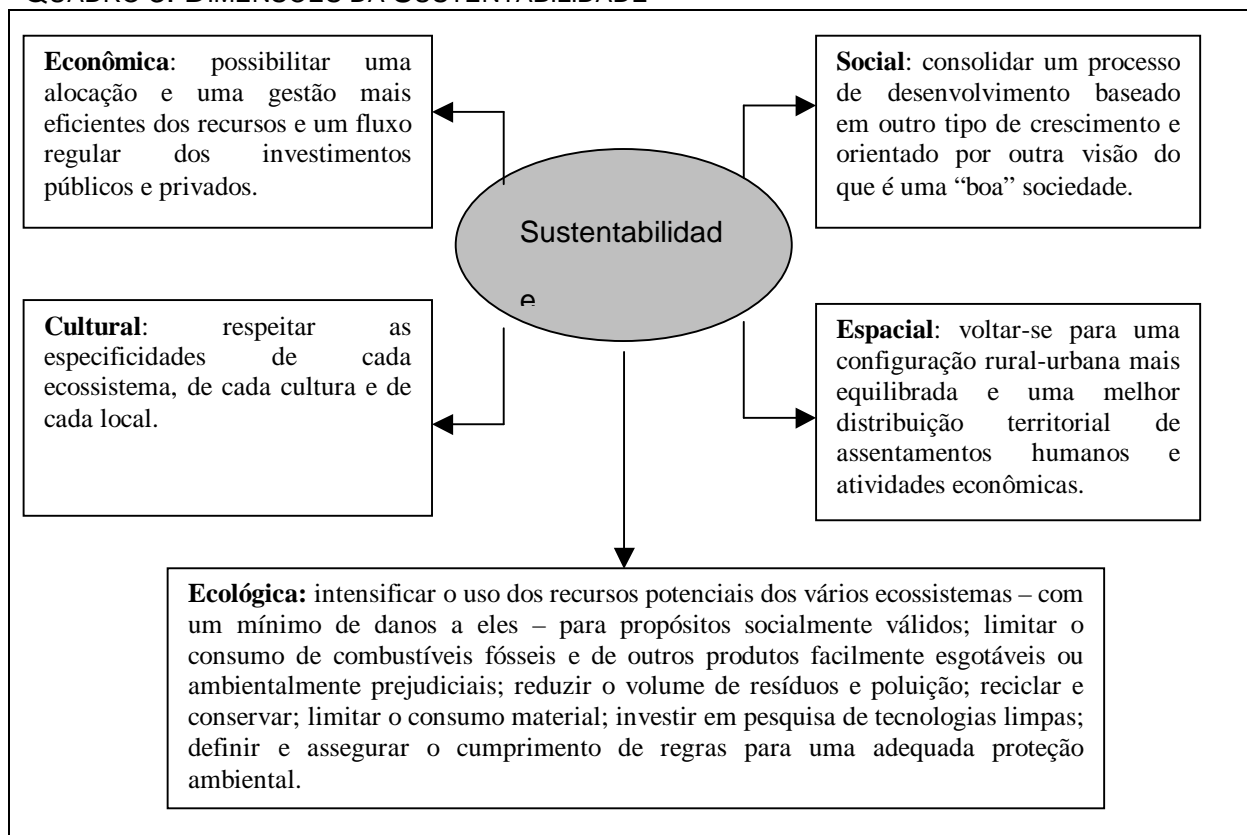 QUADRO 3: DIMENSÕES DA SUSTENTABILIDADE
Econômica: possibilitar uma
alocação e uma gestão mais
eficientes dos recursos e um fluxo
regular dos investimentos
públicos e privados.
Social: consolidar um processo
de desenvolvimento baseado
em outro tipo de crescimento e
orientado por outra visão do
que é uma “boa” sociedade.
Sustentabilidad
e
Cultural: respeitar as
especificidades de cada
ecossistema, de cada cultura e de
cada local.
Espacial: voltar-se para uma
configuração rural-urbana mais
equilibrada e uma melhor
distribuição territorial de
assentamentos humanos e
atividades econômicas.
Ecológica: intensificar o uso dos recursos potenciais dos vários ecossistemas – com
um mínimo de danos a eles – para propósitos socialmente válidos; limitar o
consumo de combustíveis fósseis e de outros produtos facilmente esgotáveis ou
ambientalmente prejudiciais; reduzir o volume de resíduos e poluição; reciclar e
conservar; limitar o consumo material; investir em pesquisa de tecnologias limpas;
definir e assegurar o cumprimento de regras para uma adequada proteção
ambiental.